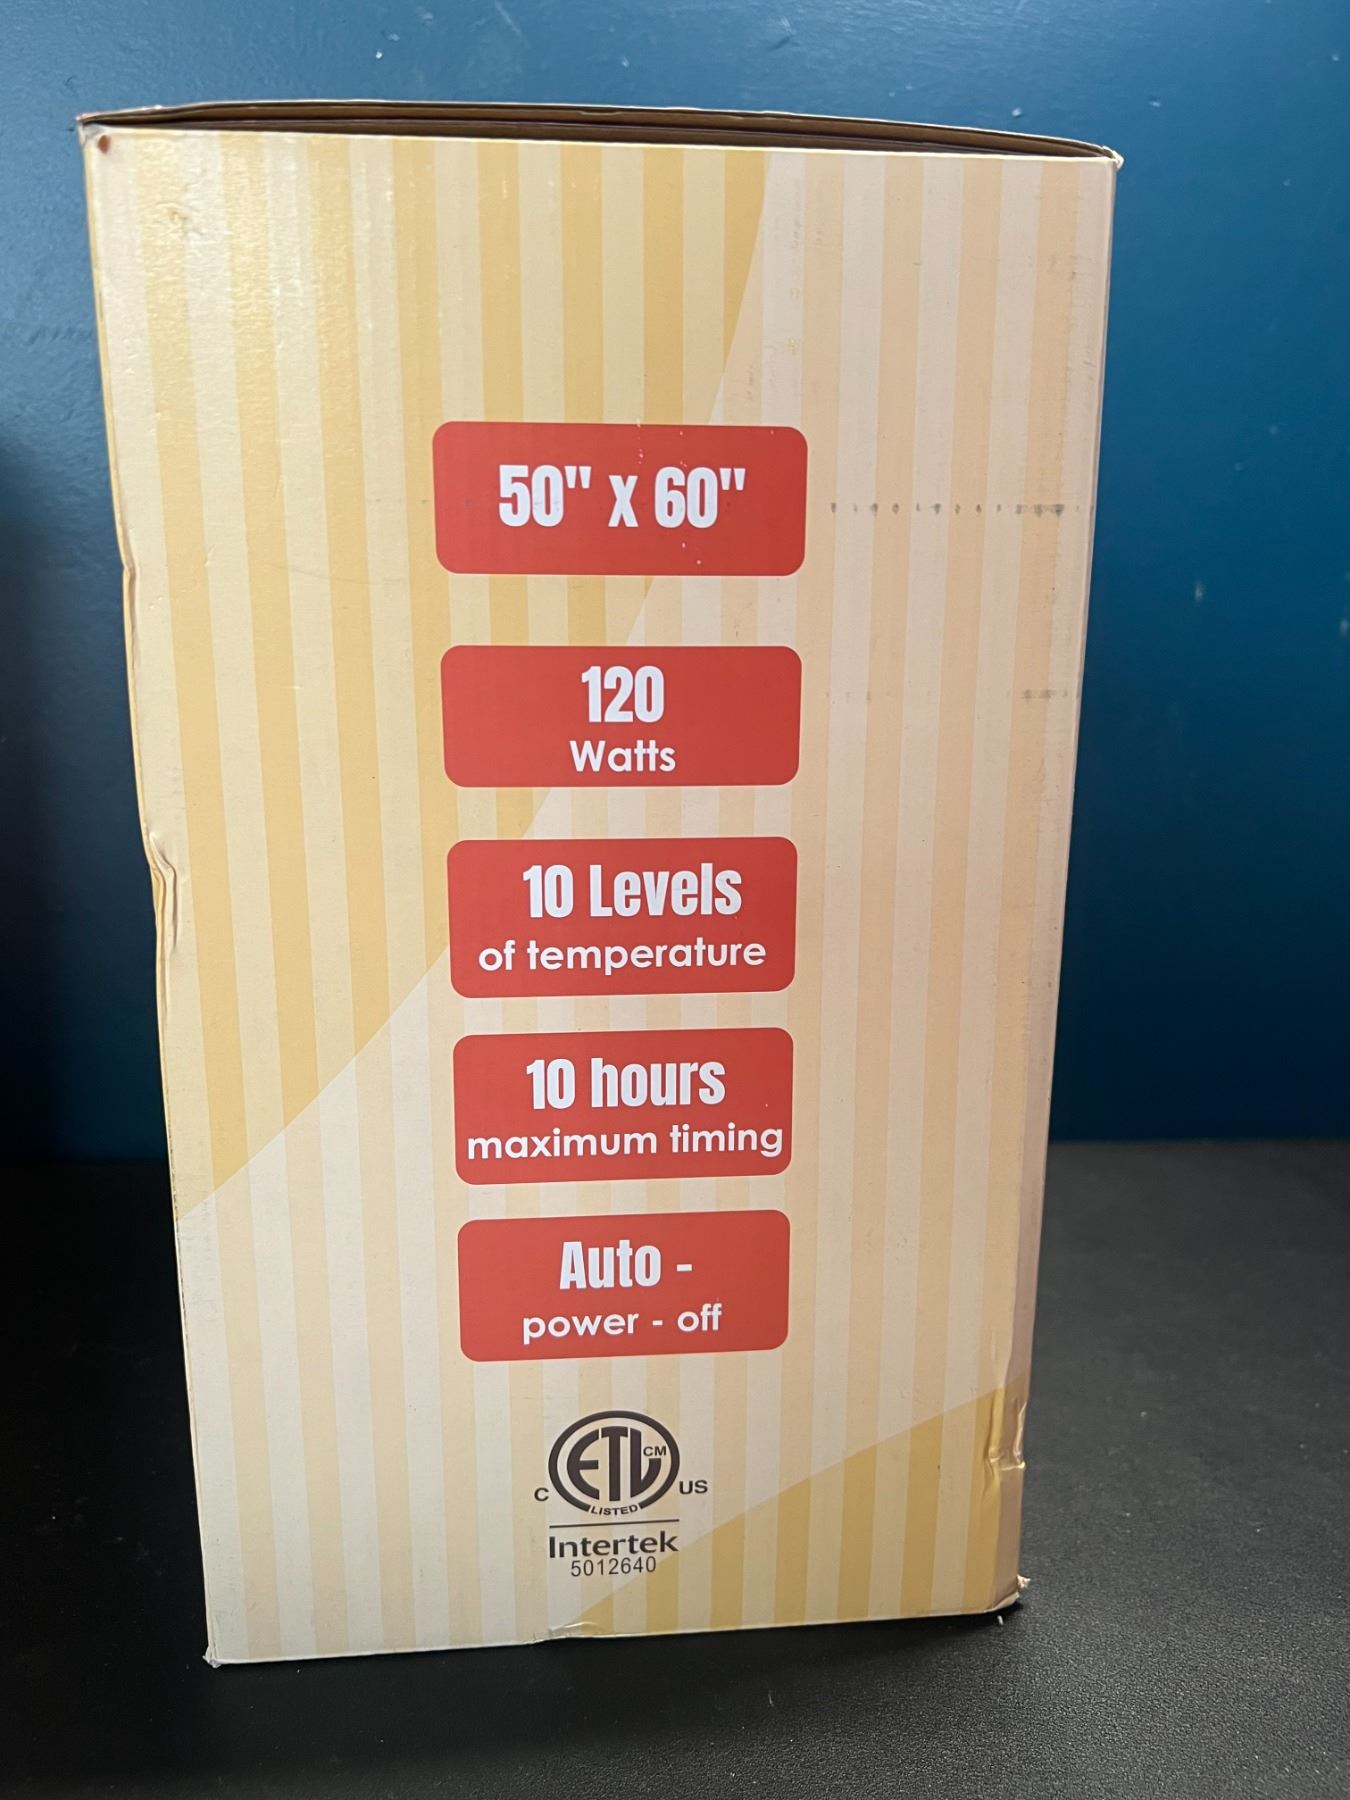 50" x 60"
120
Watts
10 Levels
of temperature
10 hours
maximum timing
Auto -
power - off
ETL CM
C US
LISTED
Intertek
5012640